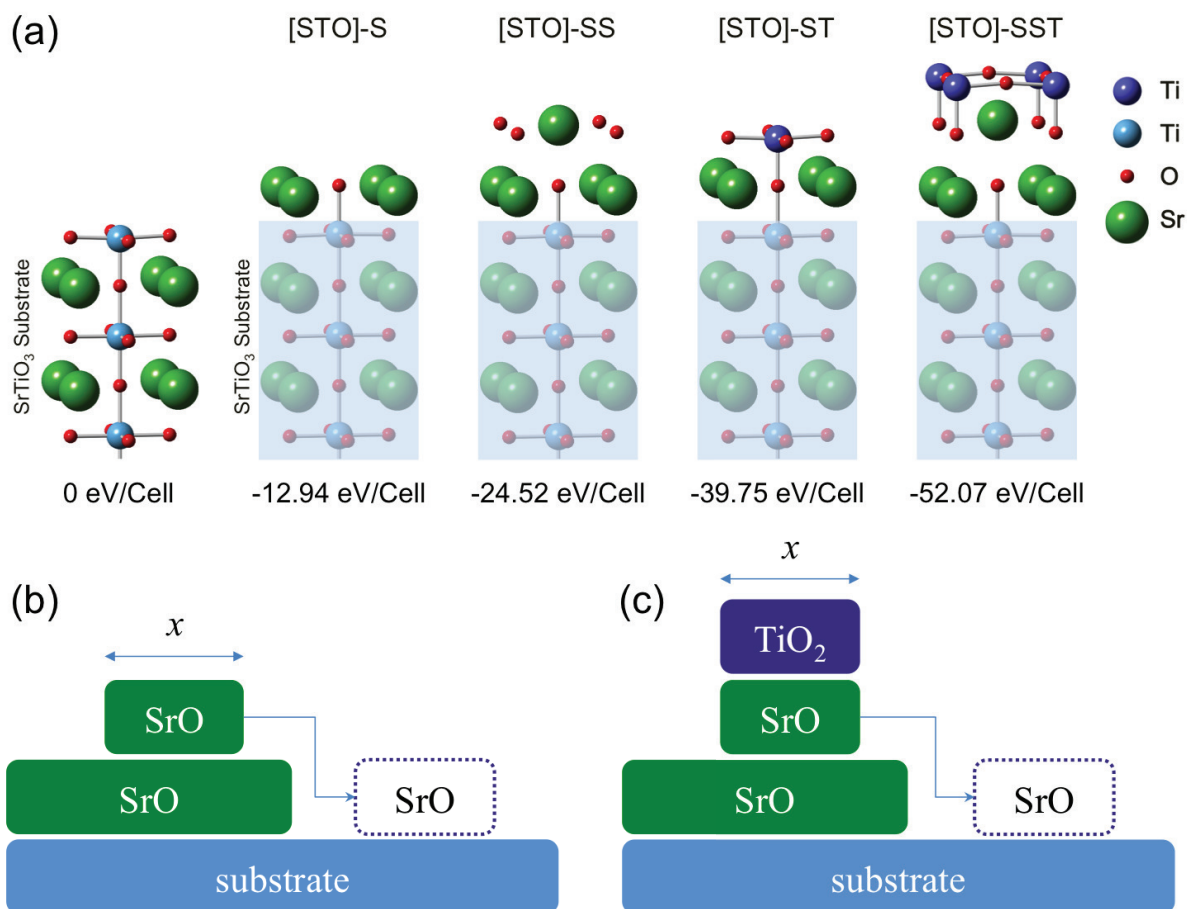 (a)
[STO]-S
[STO]-SS
[STO]-ST
[STO]-SST
Ti
Ti
O
Sr
SrTiO3 Substrate
SrTiO3 Substrate
0 eV/Cell
-12.94 eV/Cell
-24.52 eV/Cell
-39.75 eV/Cell
-52.07 eV/Cell
(b)
x
SrO
SrO
SrO
substrate
(c)
x
TiO2
SrO
SrO
SrO
substrate